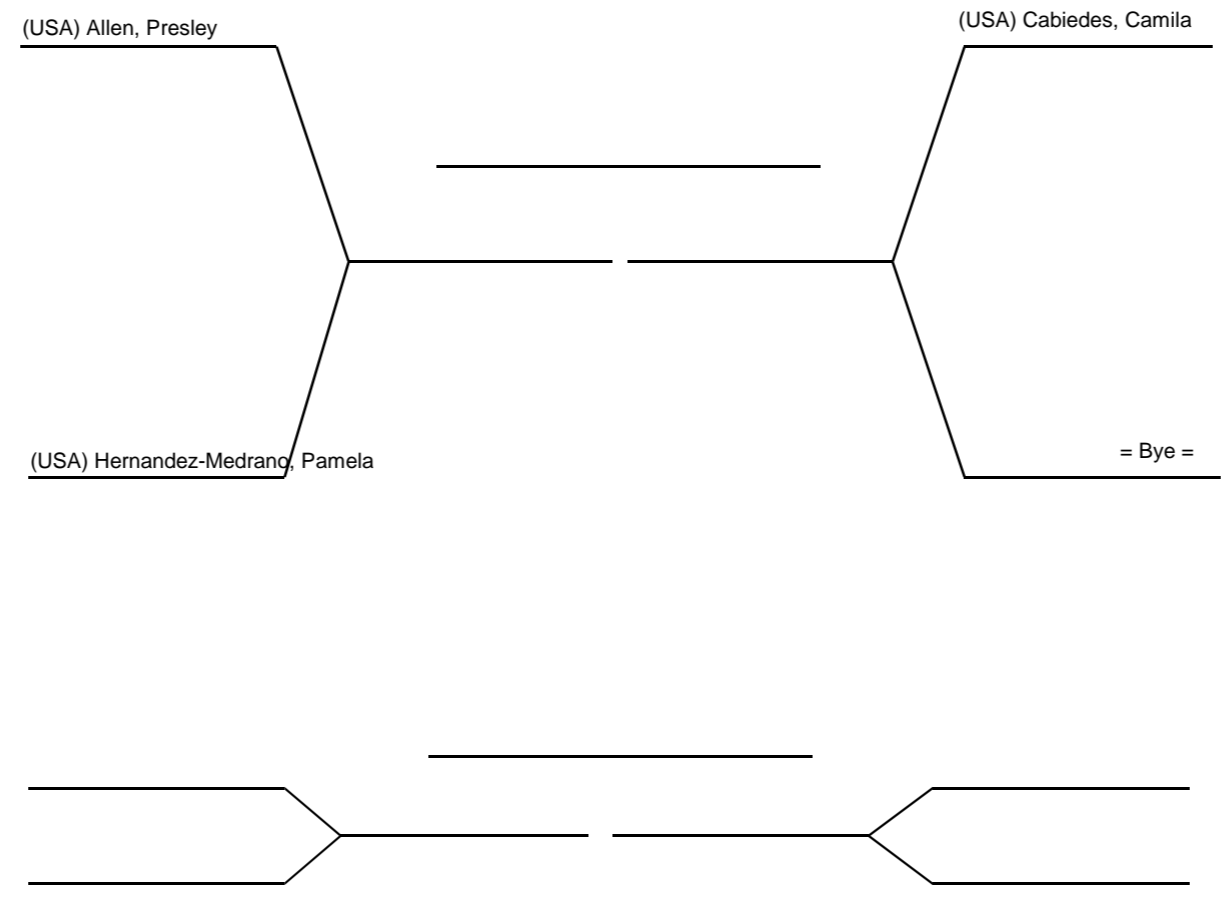 (USA) Allen, Presley
(USA) Cabiedes, Camila
(USA) Hernandez-Medrano, Pamela
= Bye =